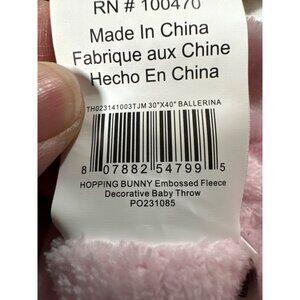 RN # 100470
Made In China
Fabrique aux Chine
Hecho En China
TH023141003TJM 30"X40" BALLERINA
8 07882 54799 5
HOPPING BUNNY Embossed Fleece
Decorative Baby Throw
PO231085